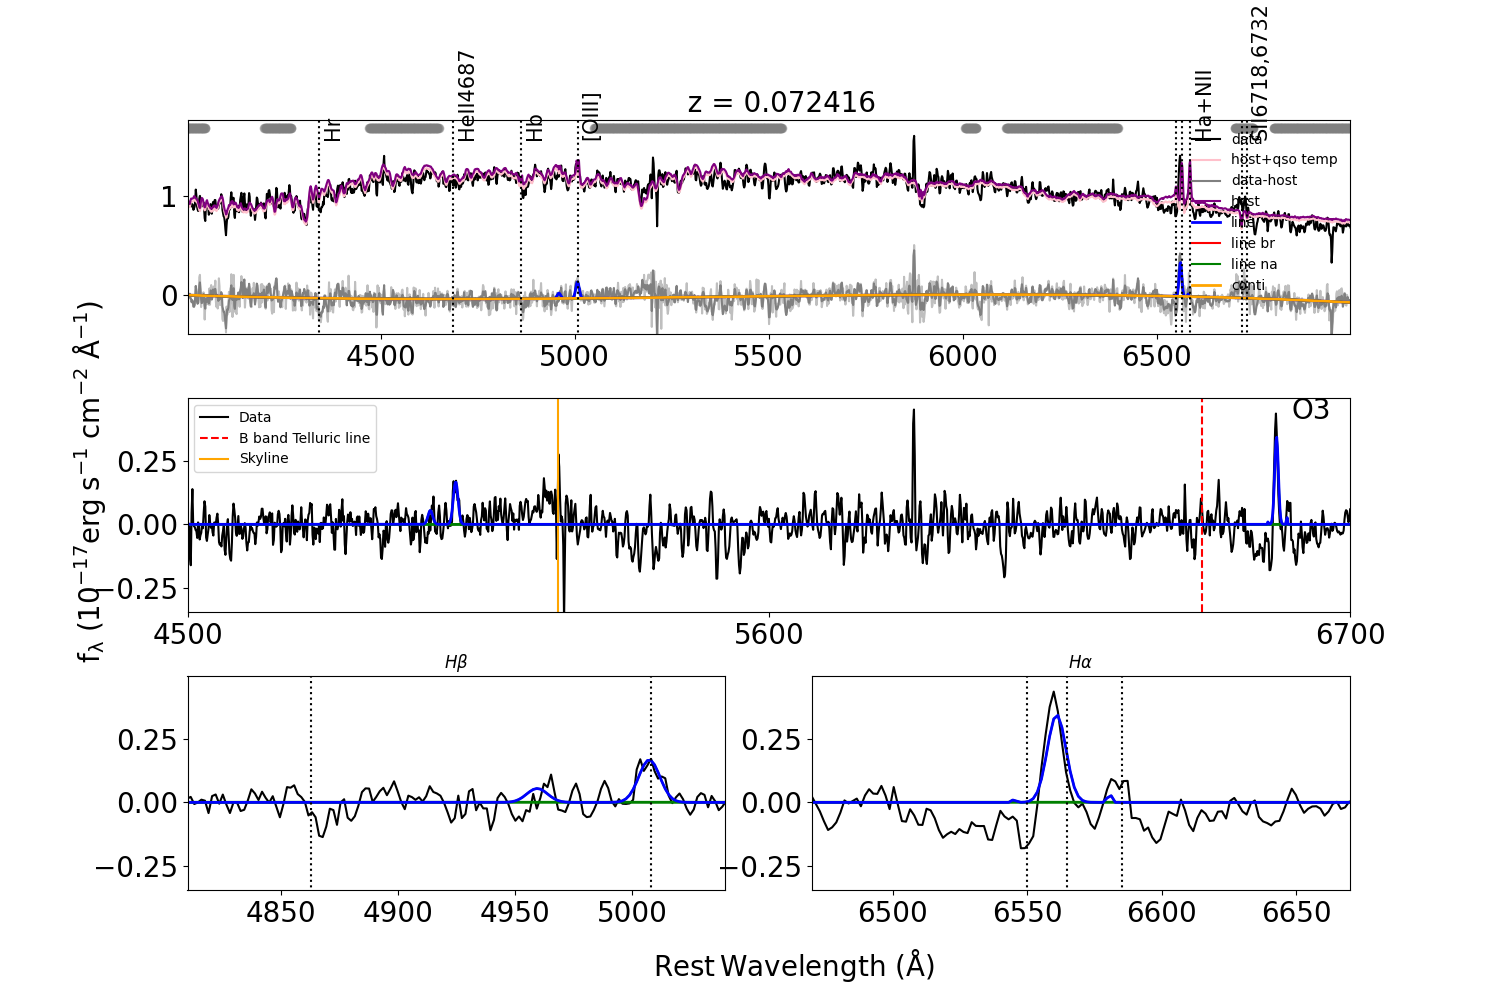 z = 0.072416
Hr
HeII4687
Hb
[OIII]
Ha+NII
SII6718,6732
data
host+qso temp
data-host
host
line
line br
line na
conti
1
0
4500 5000 5500 6000 6500
fλ (10−17erg s−1 cm−2 Å−1)
O3
Data
B band Telluric line
Skyline
0.25
0.00
−0.25
4500 5600 6700
Hβ
0.25
0.00
−0.25
4850 4900 4950 5000
Hα
0.25
0.00
−0.25
6500 6550 6600 6650
Rest Wavelength (Å)